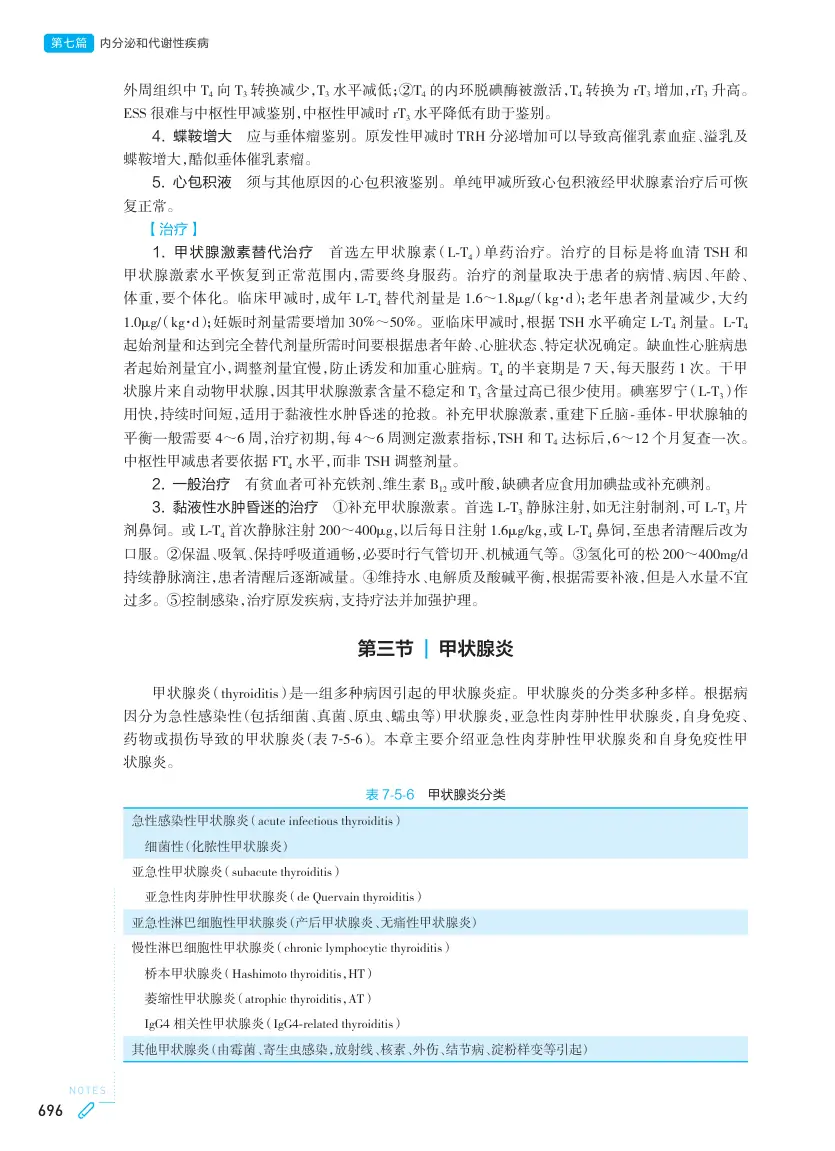 第七篇 内分泌和代谢性疾病
外周组织中 T4 向 T3 转换减少,T3 水平减低;②T4 的内环脱碘酶被激活,T4 转换为 rT3 增加,rT3 升高。
ESS 很难与中枢性甲减鉴别,中枢性甲减时 rT3 水平降低有助于鉴别。
4. 蝶鞍增大 应与垂体瘤鉴别。原发性甲减时 TRH 分泌增加可以导致高催乳素血症、溢乳及
蝶鞍增大,酷似垂体催乳素瘤。
5. 心包积液 须与其他原因的心包积液鉴别。单纯甲减所致心包积液经甲状腺素治疗后可恢
复正常。
【治疗】
1. 甲状腺激素替代治疗 首选左甲状腺素(L-T4)单药治疗。治疗的目标是将血清 TSH 和
甲状腺激素水平恢复到正常范围内,需要终身服药。治疗的剂量取决于患者的病情、病因、年龄、
体重,要个体化。临床甲减时,成年 L-T4 替代剂量是 1.6～1.8μg/(kg·d);老年患者剂量减少,大约
1.0μg/(kg·d);妊娠时剂量需要增加 30%～50%。亚临床甲减时,根据 TSH 水平确定 L-T4 剂量。L-T4
起始剂量和达到完全替代剂量所需时间要根据患者年龄、心脏状态、特定状况确定。缺血性心脏病患
者起始剂量宜小,调整剂量宜慢,防止诱发和加重心脏病。T4 的半衰期是 7 天,每天服药 1 次。干甲
状腺片来自动物甲状腺,因其甲状腺激素含量不稳定和 T3 含量过高已很少使用。碘塞罗宁(L-T3)作
用快,持续时间短,适用于黏液性水肿昏迷的抢救。补充甲状腺激素,重建下丘脑-垂体-甲状腺轴的
平衡一般需要 4～6 周,治疗初期,每 4～6 周测定激素指标,TSH 和 T4 达标后,6～12 个月复查一次。
中枢性甲减患者要依据 FT4 水平,而非 TSH 调整剂量。
2. 一般治疗 有贫血者可补充铁剂、维生素 B12 或叶酸,缺碘者应食用加碘盐或补充碘剂。
3. 黏液性水肿昏迷的治疗 ①补充甲状腺激素。首选 L-T3 静脉注射,如无注射制剂,可 L-T3 片
剂鼻饲。或 L-T4 首次静脉注射 200～400μg,以后每日注射 1.6μg/kg,或 L-T4 鼻饲,至患者清醒后改为
口服。②保温、吸氧、保持呼吸道通畅,必要时行气管切开、机械通气等。③氢化可的松 200～400mg/d
持续静脉滴注,患者清醒后逐渐减量。④维持水、电解质及酸碱平衡,根据需要补液,但是入水量不宜
过多。⑤控制感染,治疗原发疾病,支持疗法并加强护理。
第三节 | 甲状腺炎
甲状腺炎(thyroiditis)是一组多种病因引起的甲状腺炎症。甲状腺炎的分类多种多样。根据病
因分为急性感染性(包括细菌、真菌、原虫、蠕虫等)甲状腺炎,亚急性肉芽肿性甲状腺炎,自身免疫、
药物或损伤导致的甲状腺炎(表 7-5-6)。本章主要介绍亚急性肉芽肿性甲状腺炎和自身免疫性甲
状腺炎。
表 7-5-6 甲状腺炎分类
急性感染性甲状腺炎(acute infectious thyroiditis)
细菌性(化脓性甲状腺炎)
亚急性甲状腺炎(subacute thyroiditis)
亚急性肉芽肿性甲状腺炎(de Quervain thyroiditis)
亚急性淋巴细胞性甲状腺炎(产后甲状腺炎、无痛性甲状腺炎)
慢性淋巴细胞性甲状腺炎(chronic lymphocytic thyroiditis)
桥本甲状腺炎(Hashimoto thyroiditis,HT)
萎缩性甲状腺炎(atrophic thyroiditis,AT)
IgG4 相关性甲状腺炎(IgG4-related thyroiditis)
其他甲状腺炎(由霉菌、寄生虫感染,放射线、核素、外伤、结节病、淀粉样变等引起)
NOTES
696